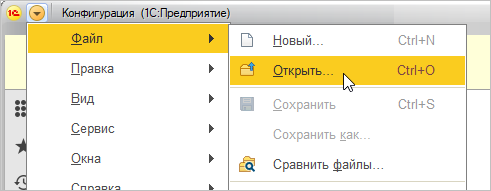 1С Конфигурация (1С:Предприятие)
Файл
Правка
Вид
Сервис
Окна
Справка
Новый... Ctrl+N
Открыть... Ctrl+O
Сохранить Ctrl+S
Сохранить как...
Сравнить файлы...